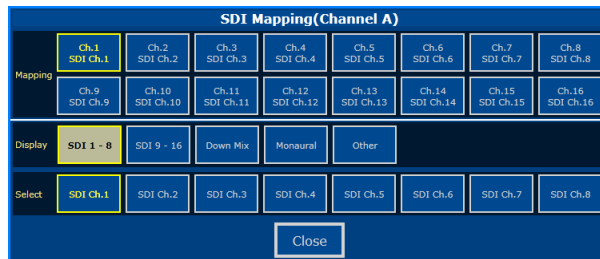 SDI Mapping(Channel A)
Mapping
Ch.1 Ch.2 Ch.3 Ch.4 Ch.5 Ch.6 Ch.7 Ch.8
SDI Ch.1 SDI Ch.2 SDI Ch.3 SDI Ch.4 SDI Ch.5 SDI Ch.6 SDI Ch.7 SDI Ch.8
Ch.9 Ch.10 Ch.11 Ch.12 Ch.13 Ch.14 Ch.15 Ch.16
SDI Ch.9 SDI Ch.10 SDI Ch.11 SDI Ch.12 SDI Ch.13 SDI Ch.14 SDI Ch.15 SDI Ch.16
Display SDI 1 - 8 SDI 9 - 16 Down Mix Monaural Other
Select SDI Ch.1 SDI Ch.2 SDI Ch.3 SDI Ch.4 SDI Ch.5 SDI Ch.6 SDI Ch.7 SDI Ch.8
Close